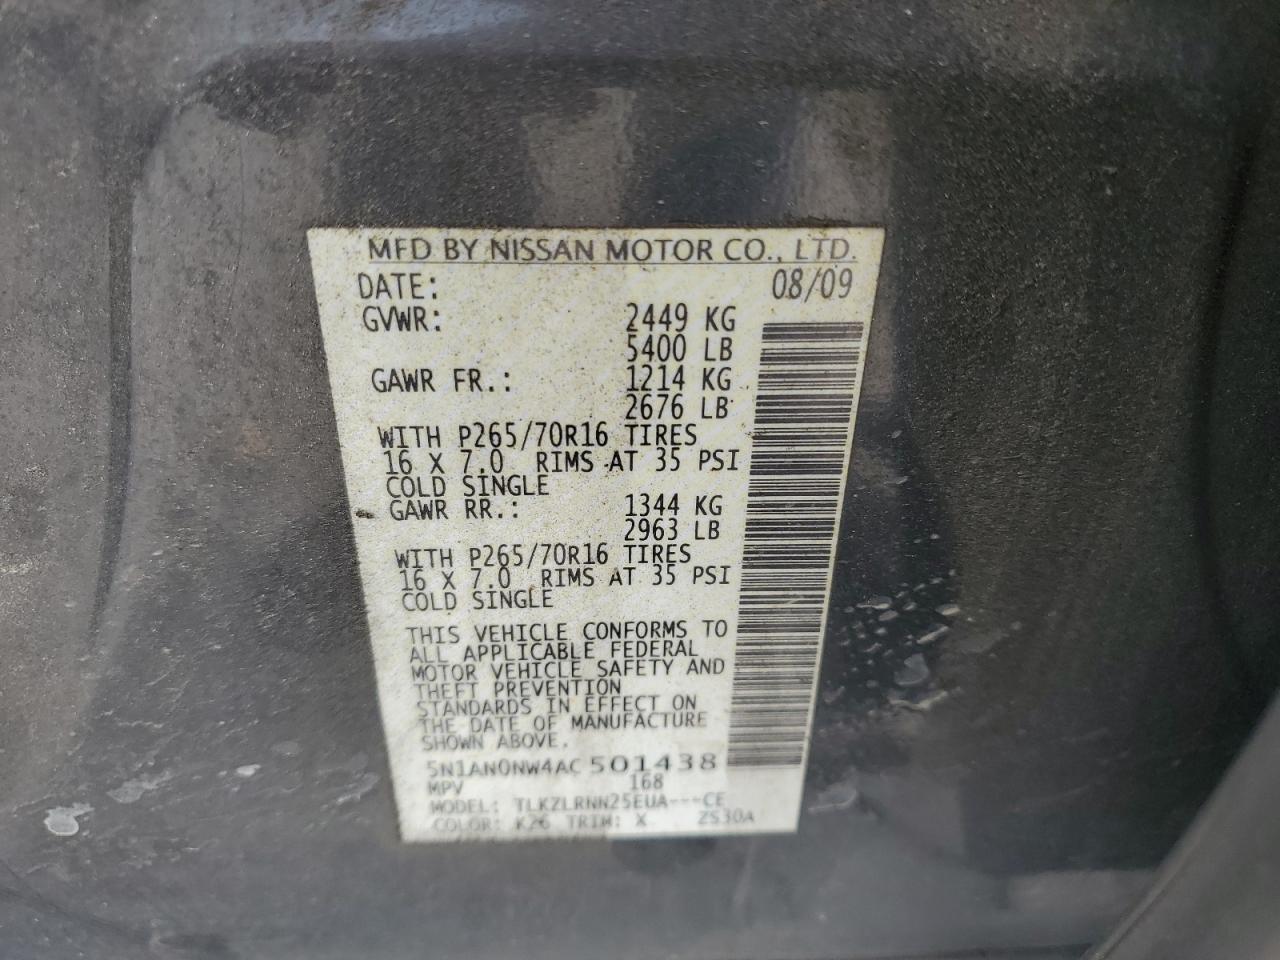 MFD BY NISSAN MOTOR CO., LTD.
DATE: 08/09
GVWR: 2449 KG
5400 LB
GAWR FR.: 1214 KG
2676 LB
WITH P265/70R16 TIRES
16 X 7.0 RIMS AT 35 PSI
COLD SINGLE
GAWR RR.: 1344 KG
2963 LB
WITH P265/70R16 TIRES
16 X 7.0 RIMS AT 35 PSI
COLD SINGLE
THIS VEHICLE CONFORMS TO
ALL APPLICABLE FEDERAL
MOTOR VEHICLE SAFETY AND
THEFT PREVENTION
STANDARDS IN EFFECT ON
THE DATE OF MANUFACTURE
SHOWN ABOVE.
5N1AN0NW4AC 501438
MPV 168
MODEL: TLKZLRNN25EUA---CE
COLOR: K26 TRIM: X ZS30A